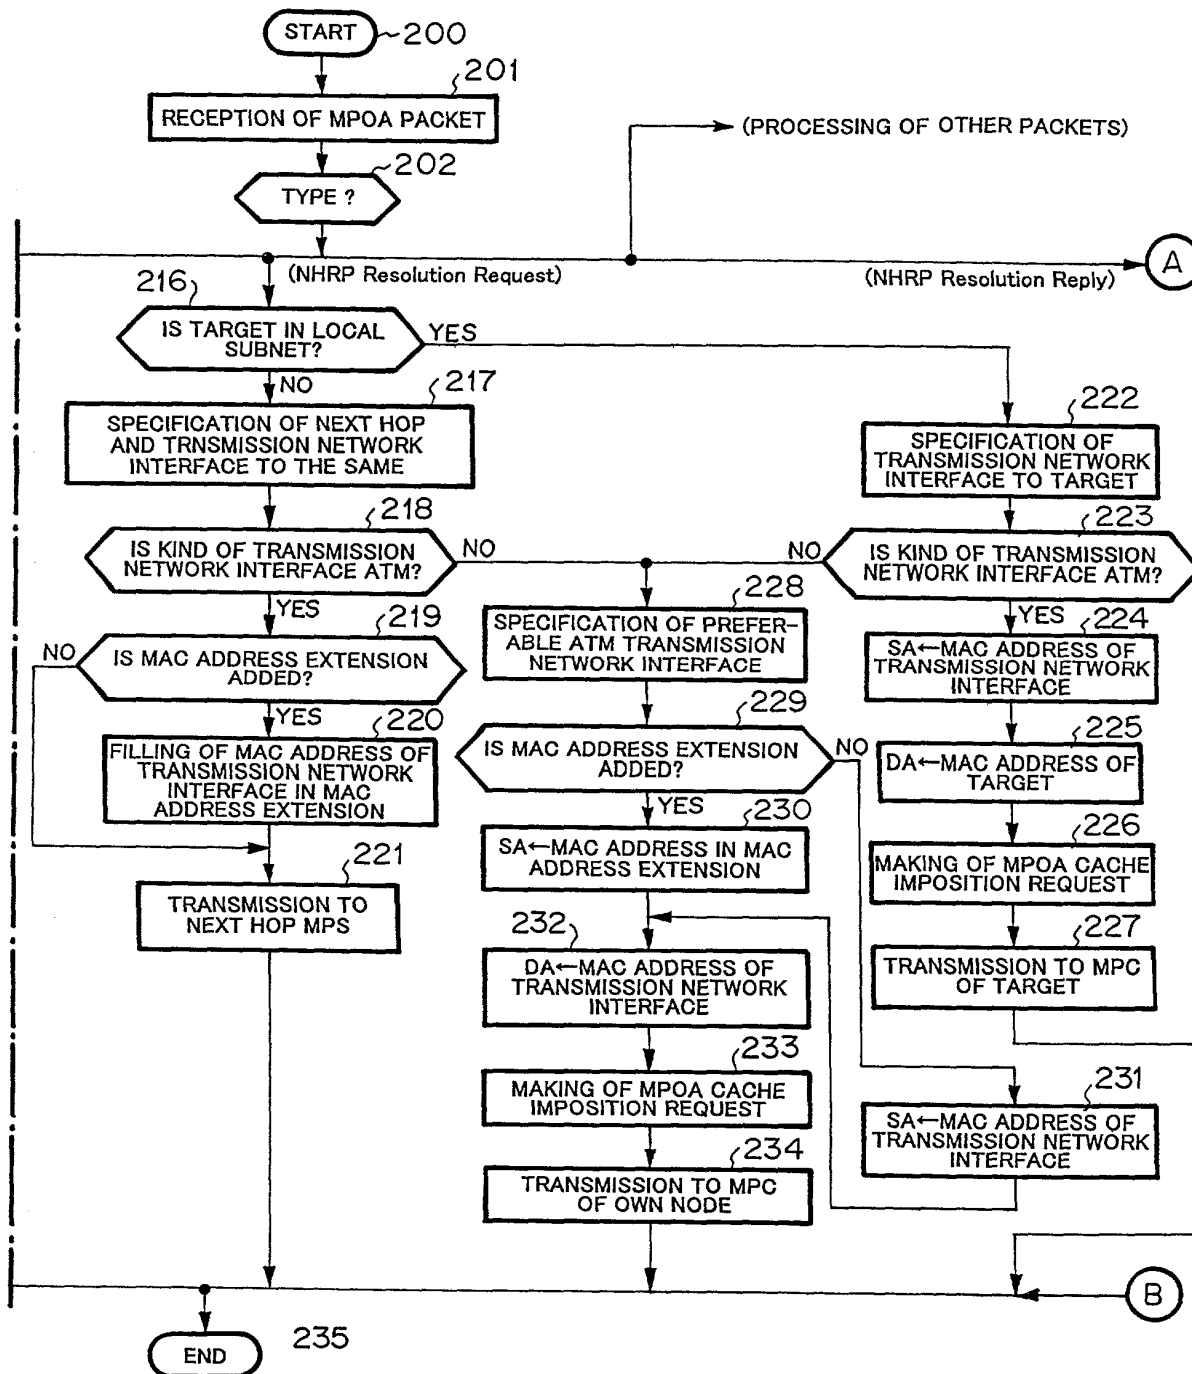 START
200
201
RECEPTION OF MPOA PACKET
(PROCESSING OF OTHER PACKETS)
202
TYPE ?
(NHRP Resolution Request)
(NHRP Resolution Reply)
A
216
IS TARGET IN LOCAL
SUBNET?
YES
NO
217
SPECIFICATION OF NEXT HOP
AND TRNSMISSION NETWORK
INTERFACE TO THE SAME
222
SPECIFICATION OF
TRANSMISSION NETWORK
INTERFACE TO TARGET
218
IS KIND OF TRANSMISSION
NETWORK INTERFACE ATM?
NO
YES
223
NO
IS KIND OF TRANSMISSION
NETWORK INTERFACE ATM?
YES
228
SPECIFICATION OF PREFER-
ABLE ATM TRANSMISSION
NETWORK INTERFACE
219
NO
IS MAC ADDRESS EXTENSION
ADDED?
YES
224
SA←MAC ADDRESS OF
TRANSMISSION NETWORK
INTERFACE
220
FILLING OF MAC ADDRESS OF
TRANSMISSION NETWORK
INTERFACE IN MAC
ADDRESS EXTENSION
229
IS MAC ADDRESS EXTENSION
ADDED?
NO
YES
225
DA←MAC ADDRESS OF
TARGET
230
SA←MAC ADDRESS IN MAC
ADDRESS EXTENSION
226
MAKING OF MPOA CACHE
IMPOSITION REQUEST
221
TRANSMISSION TO
NEXT HOP MPS
232
DA←MAC ADDRESS OF
TRANSMISSION NETWORK
INTERFACE
227
TRANSMISSION TO MPC
OF TARGET
233
MAKING OF MPOA CACHE
IMPOSITION REQUEST
231
SA←MAC ADDRESS OF
TRANSMISSION NETWORK
INTERFACE
234
TRANSMISSION TO MPC
OF OWN NODE
B
235
END